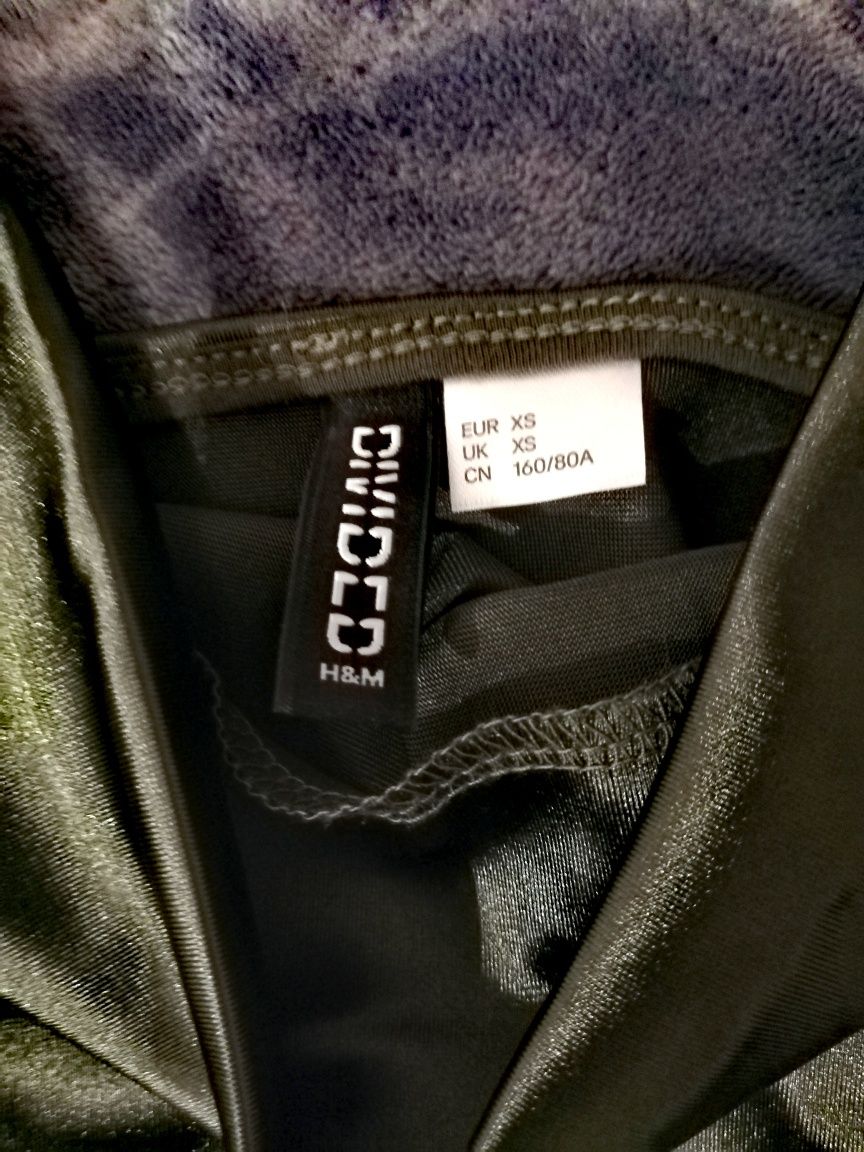 DIVIDED
H&M
EUR XS
UK XS
CN 160/80A